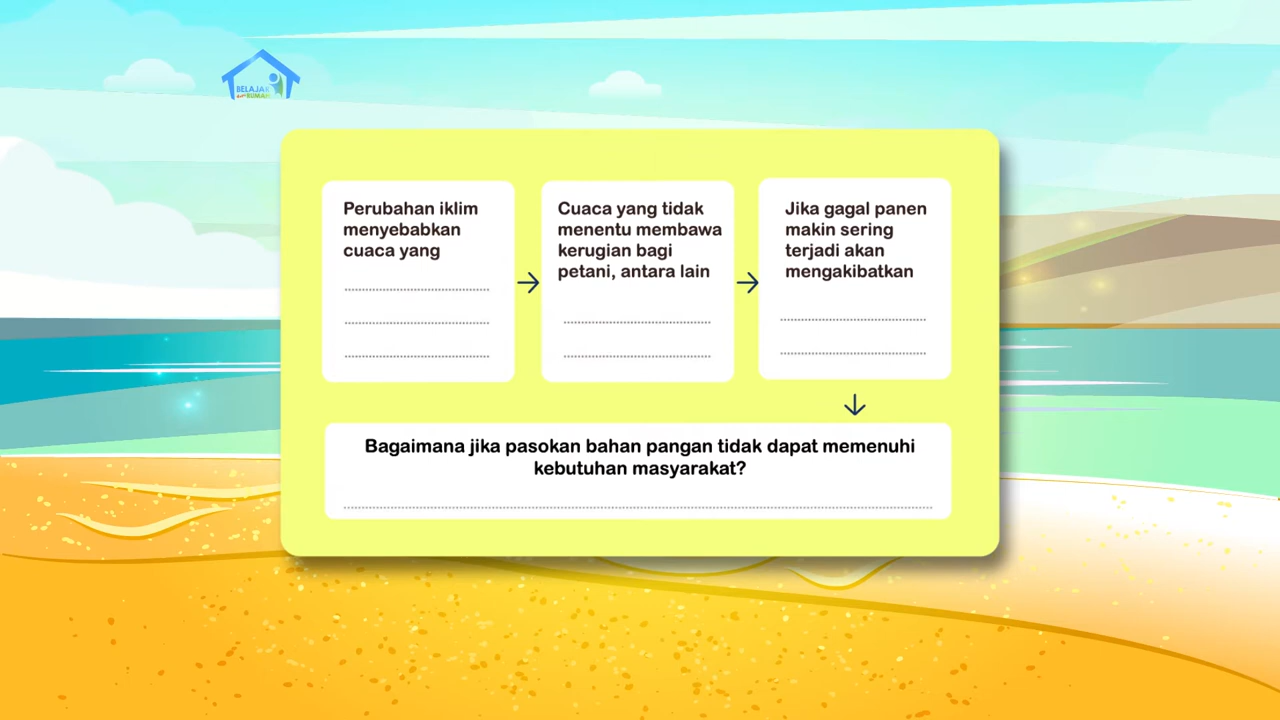 BELAJAR
dari RUMAH
Perubahan iklim
menyebabkan
cuaca yang
Cuaca yang tidak
menentu membawa
kerugian bagi
petani, antara lain
Jika gagal panen
makin sering
terjadi akan
mengakibatkan
Bagaimana jika pasokan bahan pangan tidak dapat memenuhi
kebutuhan masyarakat?